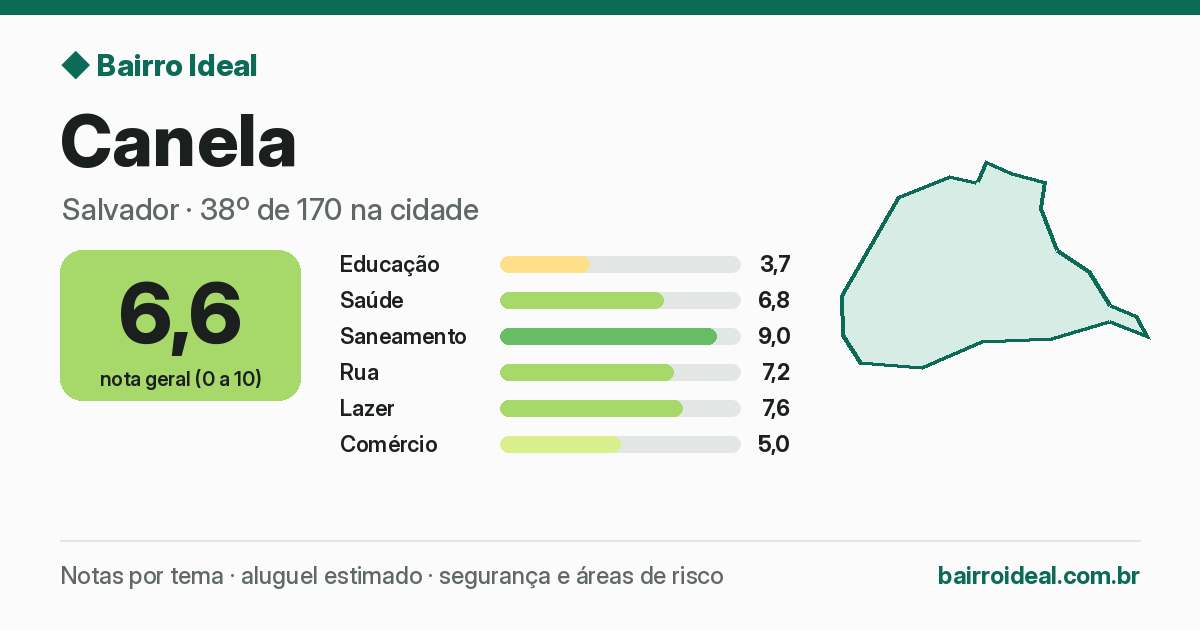 Bairro Ideal
Canela
Salvador · 38º de 170 na cidade
6,6
nota geral (0 a 10)
Educação 3,7
Saúde 6,8
Saneamento 9,0
Rua 7,2
Lazer 7,6
Comércio 5,0
Notas por tema · aluguel estimado · segurança e áreas de risco
bairroideal.com.br